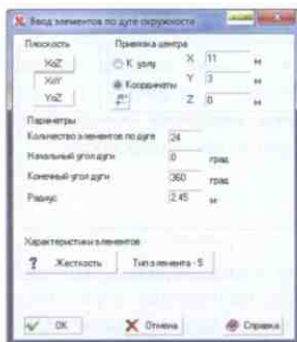 Ввод элементов по дуге окружности
Плоскость
Привязка центра
XoZ
К узлу
X 11 м
XoY
Координаты
Y 3 м
YoZ
Z 0 м
Параметры
Количество элементов по дуге 24
Начальный угол дуги 0 град
Конечный угол дуги 360 град
Радиус 2.45 м
Характеристики элементов
? Жесткость
Тип элемента - 5
OK
Отмена
Справка